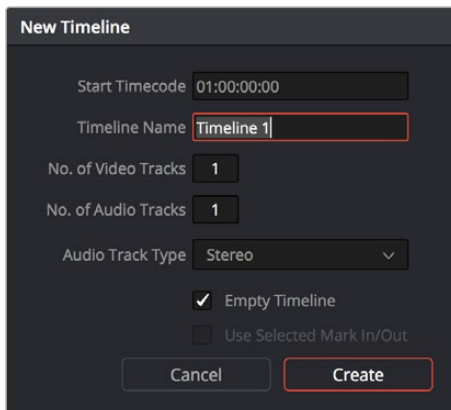 New Timeline
Start Timecode 01:00:00:00
Timeline Name Timeline 1
No. of Video Tracks 1
No. of Audio Tracks 1
Audio Track Type Stereo
Empty Timeline
Use Selected Mark In/Out
Cancel Create